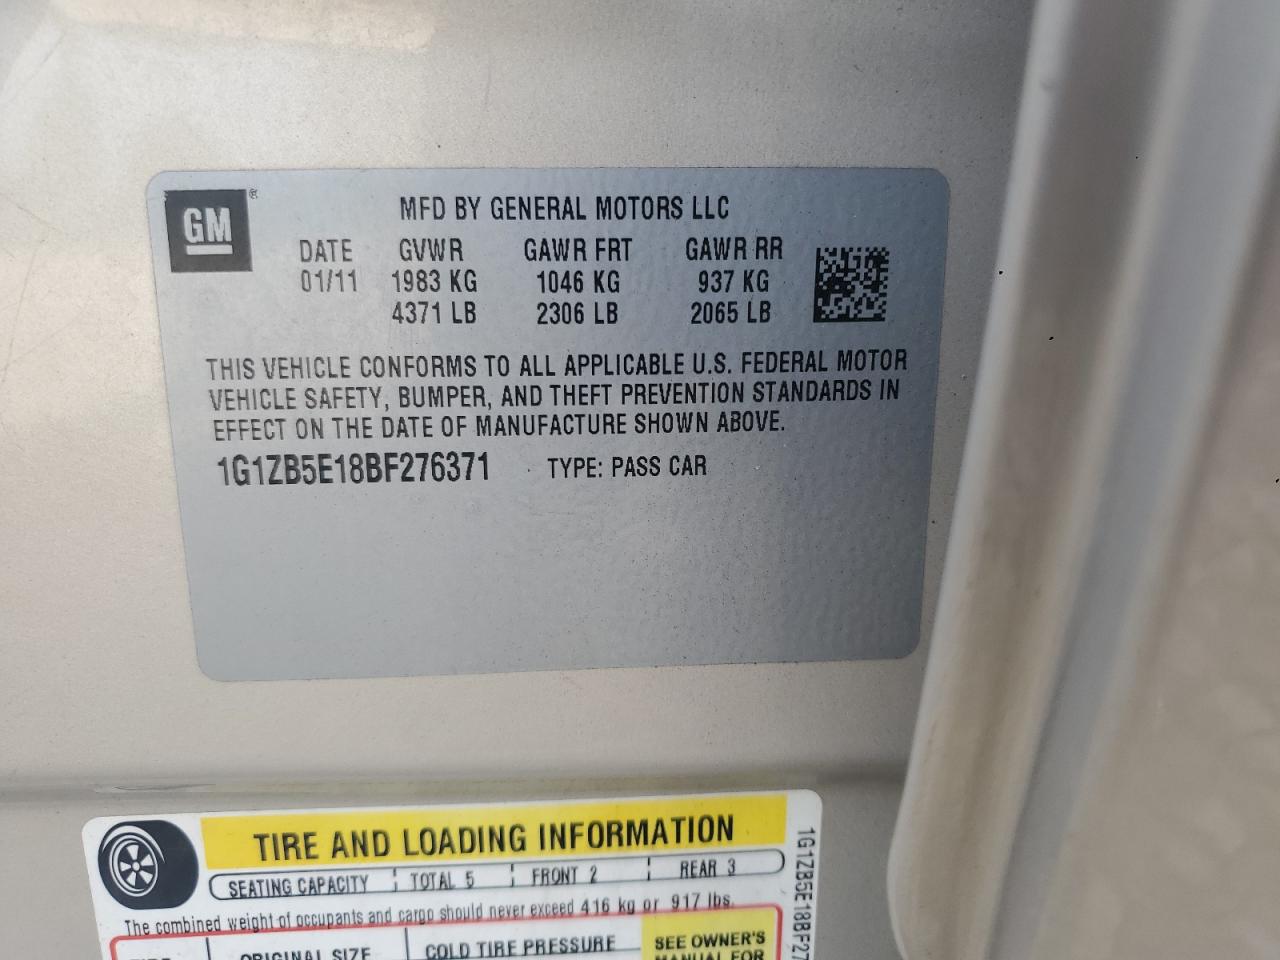 GM ®
MFD BY GENERAL MOTORS LLC
DATE GVWR GAWR FRT GAWR RR
01/11 1983 KG 1046 KG 937 KG
4371 LB 2306 LB 2065 LB
THIS VEHICLE CONFORMS TO ALL APPLICABLE U.S. FEDERAL MOTOR
VEHICLE SAFETY, BUMPER, AND THEFT PREVENTION STANDARDS IN
EFFECT ON THE DATE OF MANUFACTURE SHOWN ABOVE.
1G1ZB5E18BF276371 TYPE: PASS CAR
TIRE AND LOADING INFORMATION
SEATING CAPACITY TOTAL 5 FRONT 2 REAR 3
The combined weight of occupants and cargo should never exceed 416 kg or 917 lbs.
TIRE ORIGINAL SIZE COLD TIRE PRESSURE
SEE OWNER'S
MANUAL FOR
1G1ZB5E18BF27